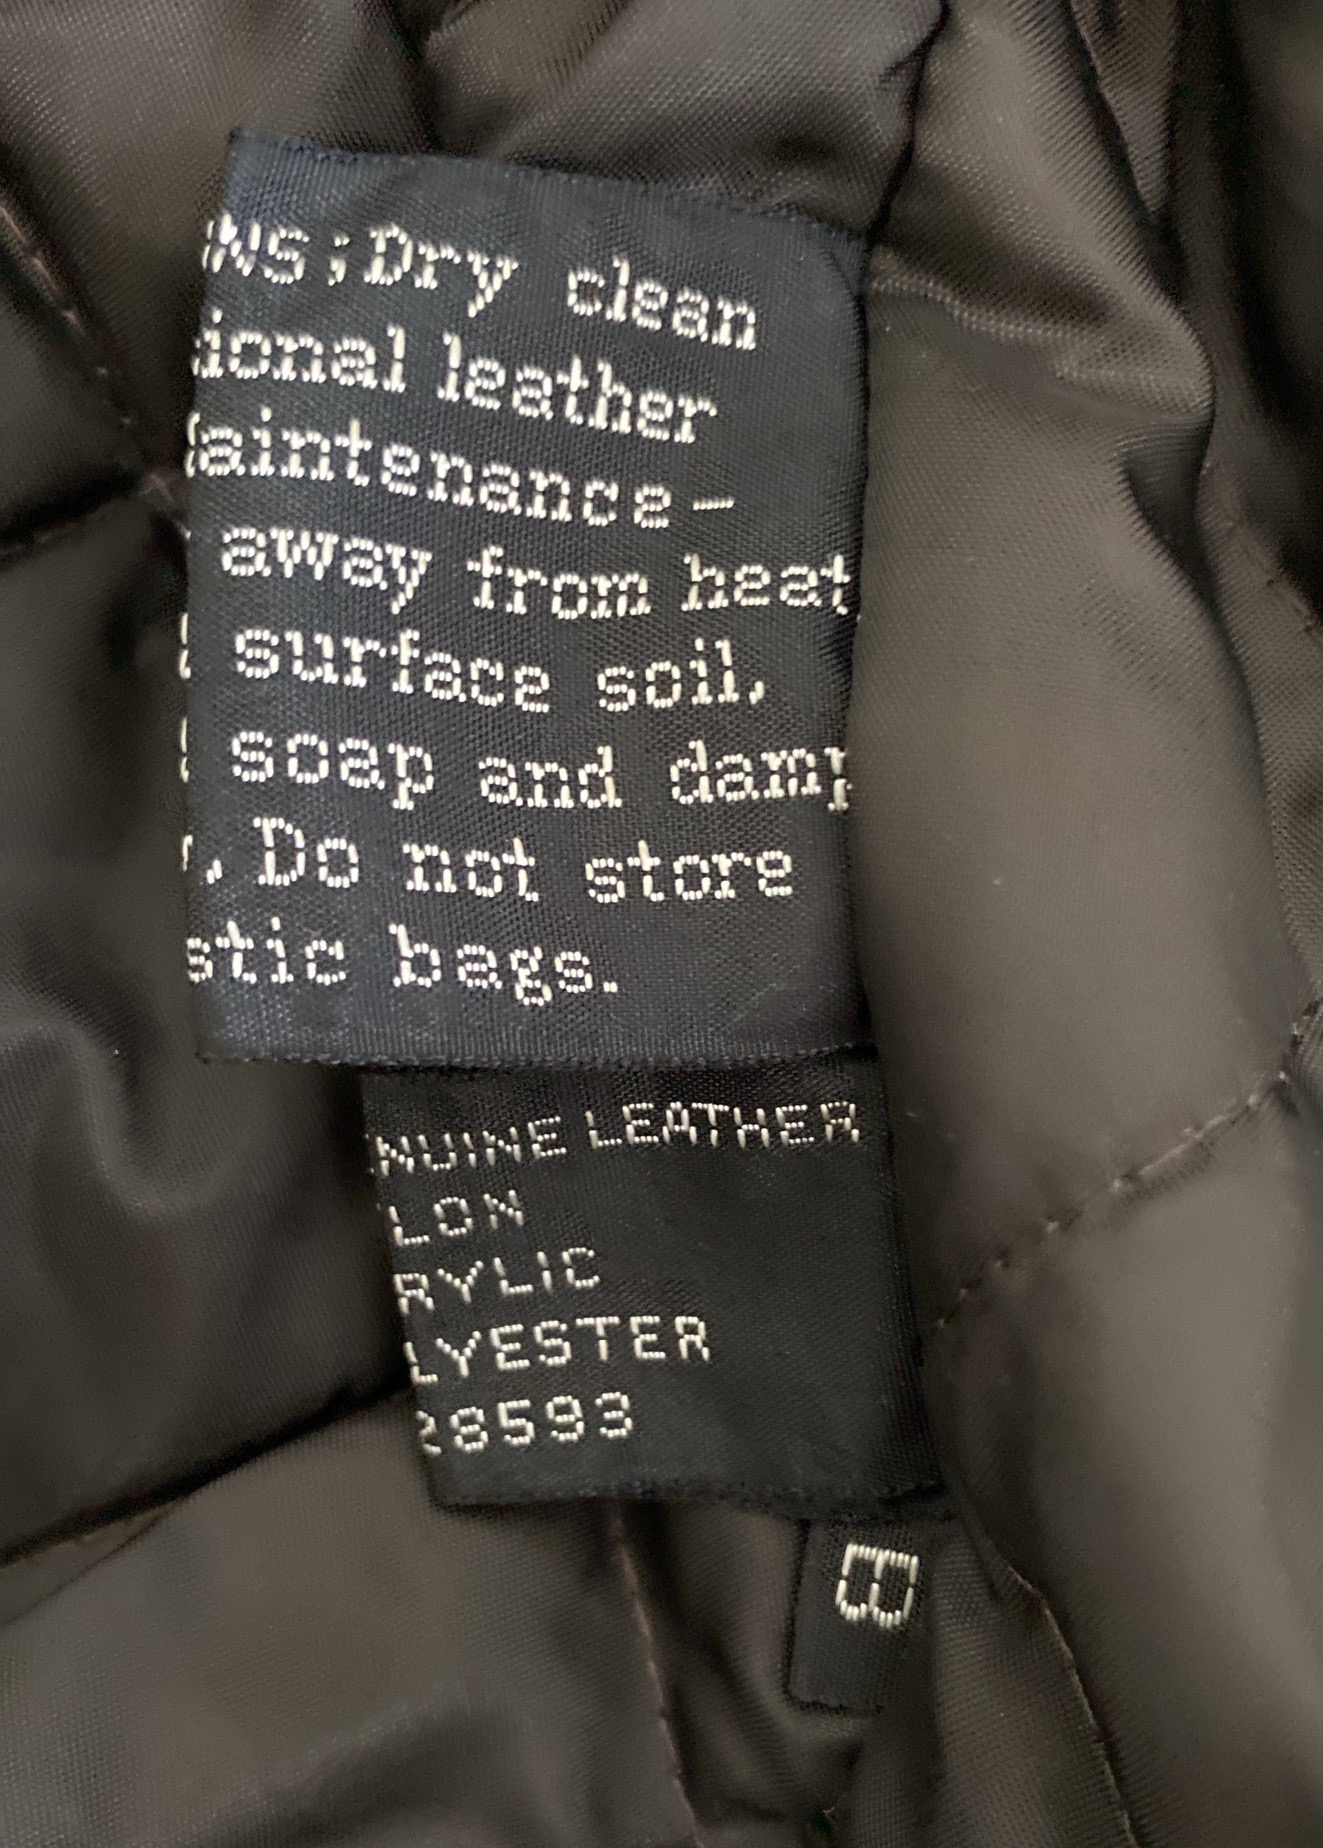 NS;Dry clean
ional leather
aintenance-
away from heat
surface soil,
soap and damp
. Do not store
stic bags.
NUINE LEATHER
LON
RYLIC
LYESTER
28593
B